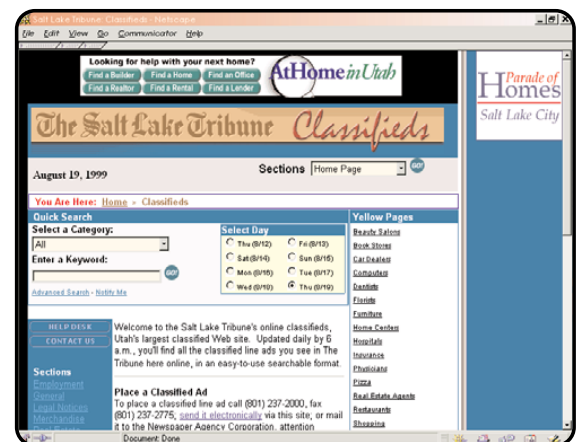 Salt Lake Tribune Classifieds - Netscape
File Edit View Go Communicator Help
Looking for help with your next home?
Find a Builder Find a Home Find an Office
Find a Realtor Find a Rental Find a Lender
AtHome in Utah
Parade of
Homes
Salt Lake City
The Salt Lake Tribune Classifieds
August 19, 1999
Sections Home Page GO!
You Are Here: Home » Classifieds
Quick Search
Select a Category:
All
Enter a Keyword:
GO!
Advanced Search - Notify Me
Select Day
Thu (8/12) Fri (8/13)
Sat (8/14) Sun (8/15)
Mon (8/16) Tue (8/17)
Wed (8/18) Thu (8/19)
Yellow Pages
Beauty Salons
Book Stores
Car Dealers
Computers
Dentists
Florists
Furniture
Home Centers
Hospitals
Insurance
Physicians
Pizza
Real Estate Agents
Restaurants
Shopping
HELP DESK
CONTACT US
Sections
Employment
General
Legal Notices
Merchandise
Real Estate
Welcome to the Salt Lake Tribune's online classifieds,
Utah's largest classified Web site. Updated daily by 6
a.m., you'll find all the classified line ads you see in The
Tribune here online, in an easy-to-use searchable format.
Place a Classified Ad
To place a classified line ad call (801) 237-2000, fax
(801) 237-2775, send it electronically via this site; or mail
it to the Newspaper Agency Corporation, attention
Document: Done